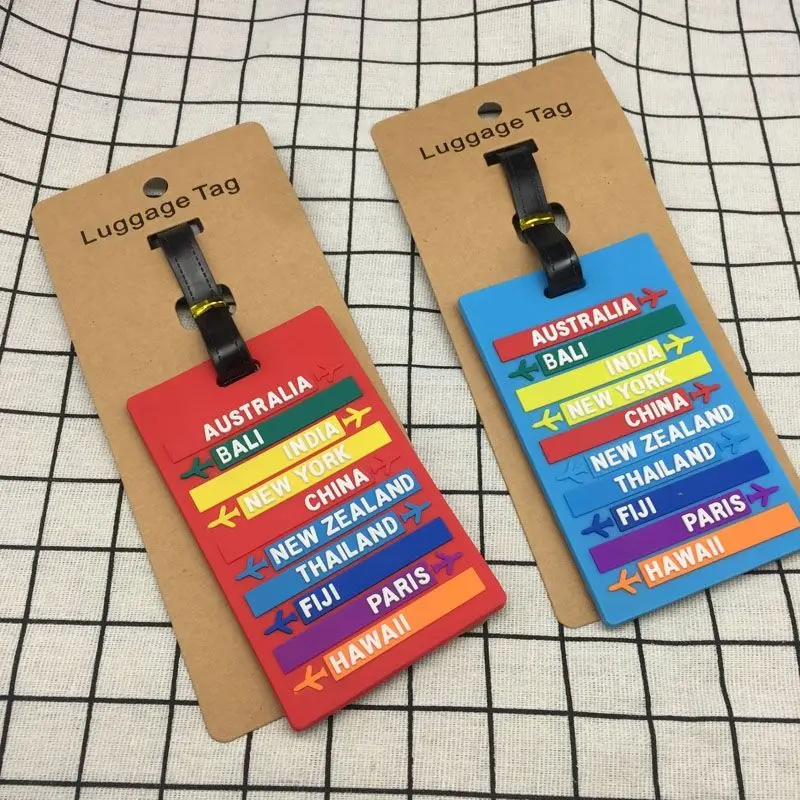 Luggage Tag
AUSTRALIA
BALI
INDIA
NEW YORK
CHINA
NEW ZEALAND
THAILAND
FIJI
PARIS
HAWAII
Luggage Tag
AUSTRALIA
BALI
INDIA
NEW YORK
CHINA
NEW ZEALAND
THAILAND
FIJI
PARIS
HAWAII